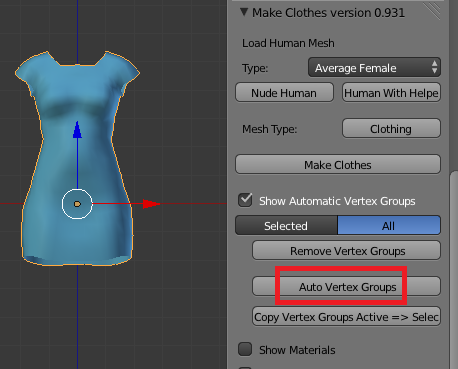 Make Clothes version 0.931
Load Human Mesh
Type: Average Female
Nude Human Human With Helpe
Mesh Type: Clothing
Make Clothes
Show Automatic Vertex Groups
Selected All
Remove Vertex Groups
Auto Vertex Groups
Copy Vertex Groups Active => Selec
Show Materials